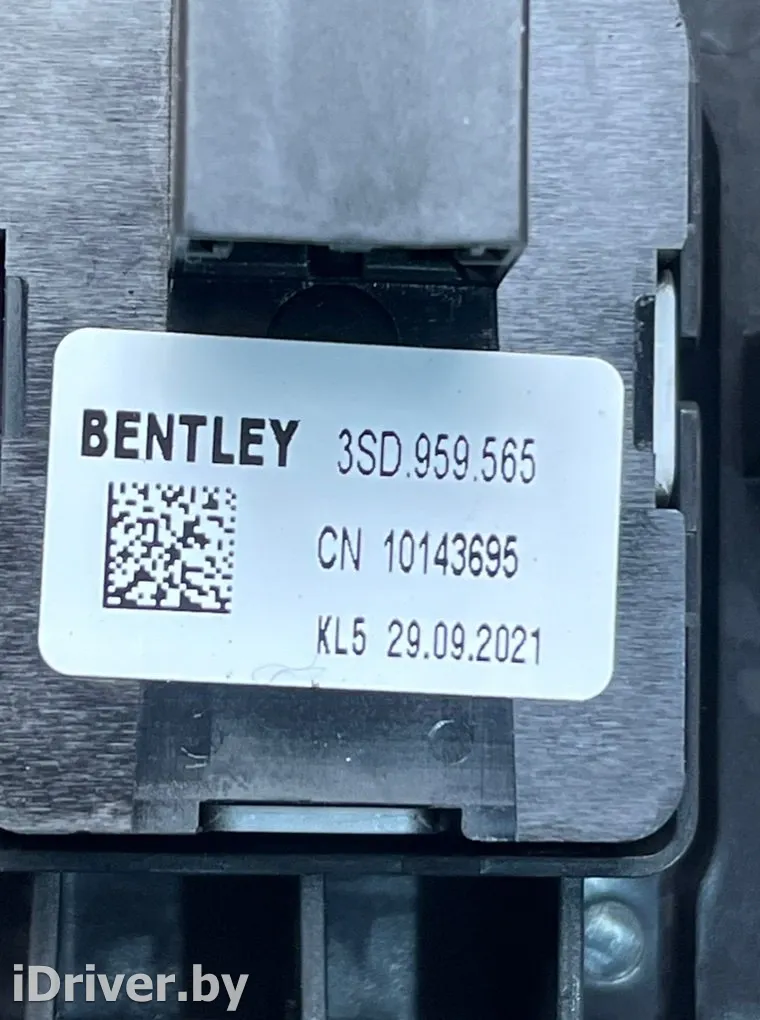 BENTLEY 3SD.959.565
CN 10143695
KL5 29.09.2021
iDriver.by